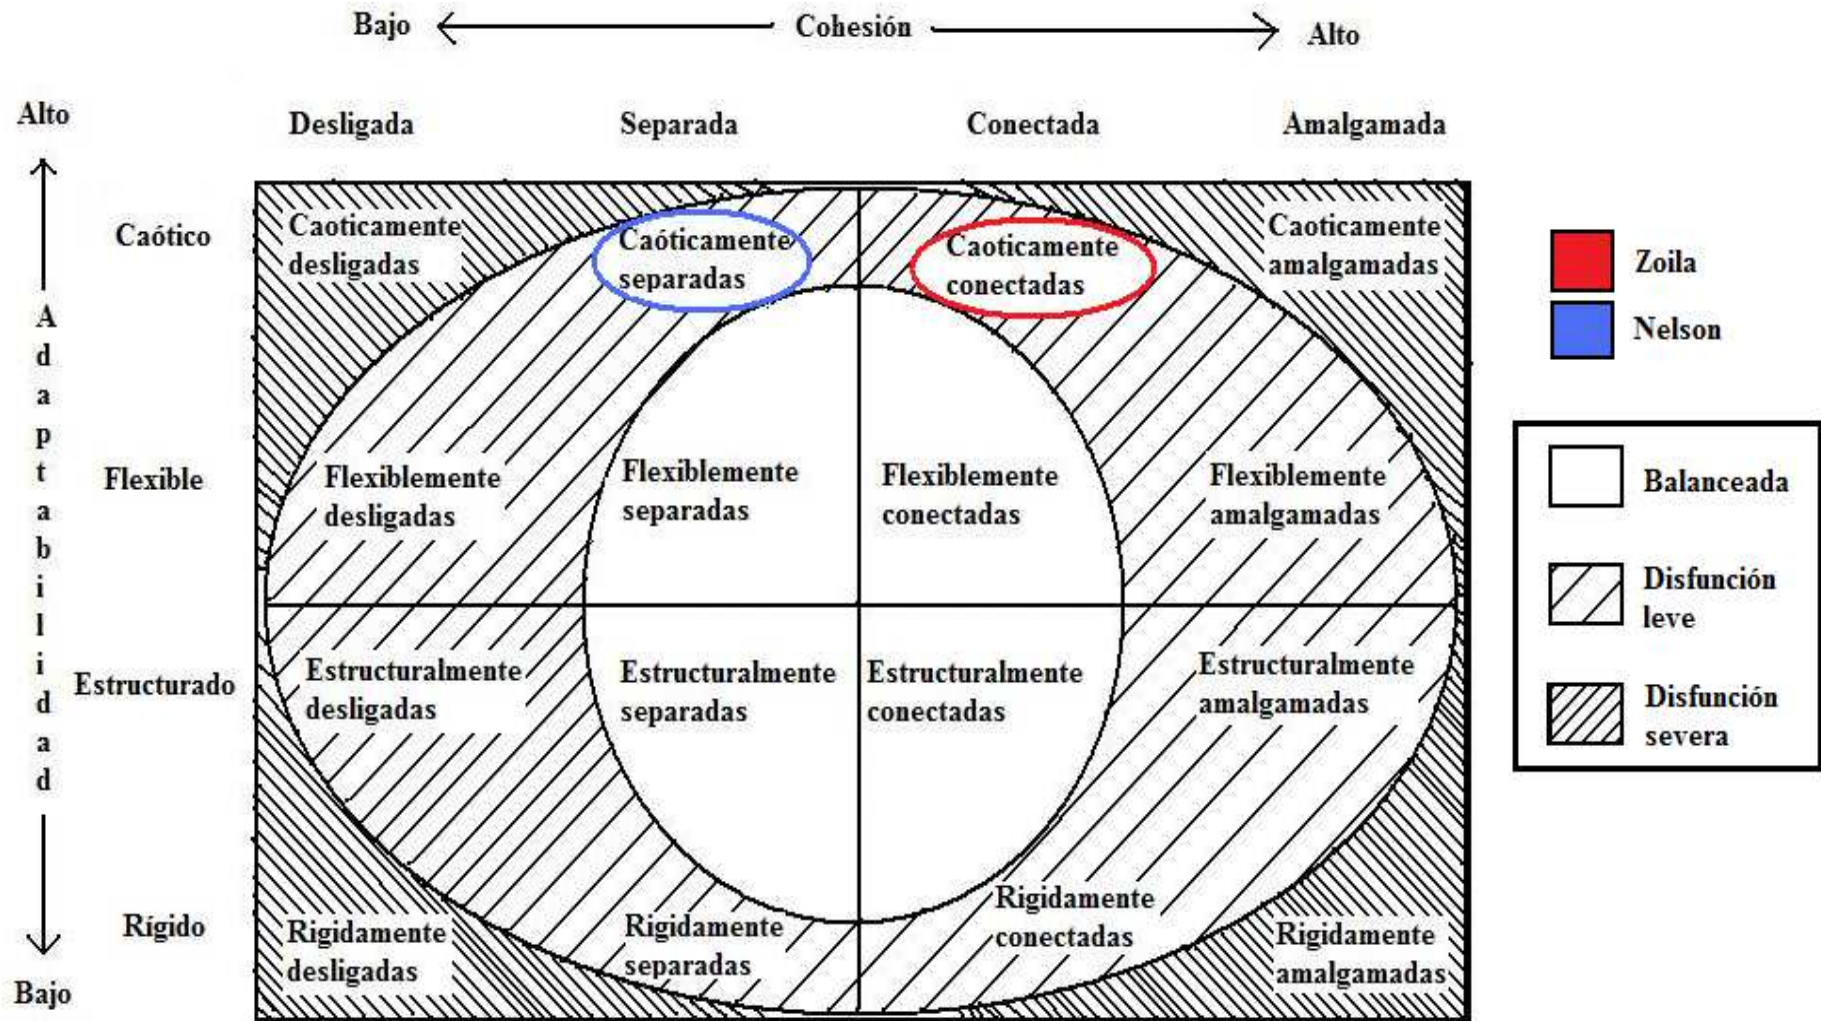 Bajo
Cohesión
Alto
Alto
Desligada
Separada
Conectada
Amalgamada
Adaptabilidad
Bajo
Caótico
Flexible
Estructurado
Rígido
Caoticamente
desligadas
Caóticamente
separadas
Caoticamente
conectadas
Caoticamente
amalgamadas
Flexiblemente
desligadas
Flexiblemente
separadas
Flexiblemente
conectadas
Flexiblemente
amalgamadas
Estructuralmente
desligadas
Estructuralmente
separadas
Estructuralmente
conectadas
Estructuralmente
amalgamadas
Rigidamente
desligadas
Rigidamente
separadas
Rigidamente
conectadas
Rigidamente
amalgamadas
Zoila
Nelson
Balanceada
Disfunción
leve
Disfunción
severa